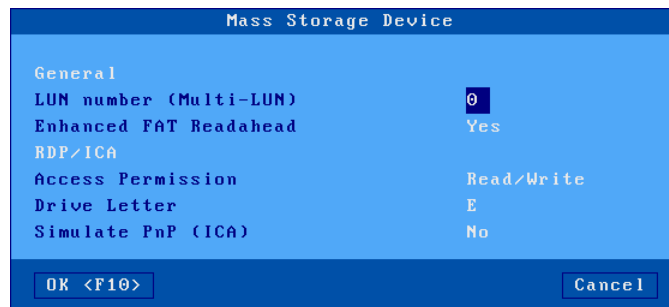 Mass Storage Device
General
LUN number (Multi-LUN) 0
Enhanced FAT Readahead Yes
RDP/ICA
Access Permission Read/Write
Drive Letter E
Simulate PnP (ICA) No
OK <F10> Cancel